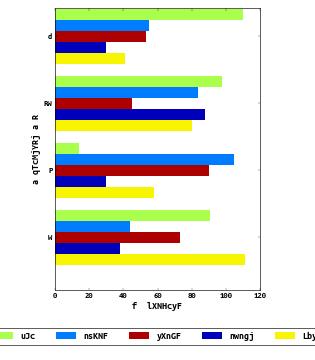 d
RW
P
W
a qTcMjYRj a R
0 20 40 60 80 100 120
f lXNHcyF
uJc nsKNF yXnGF nwngj Lby